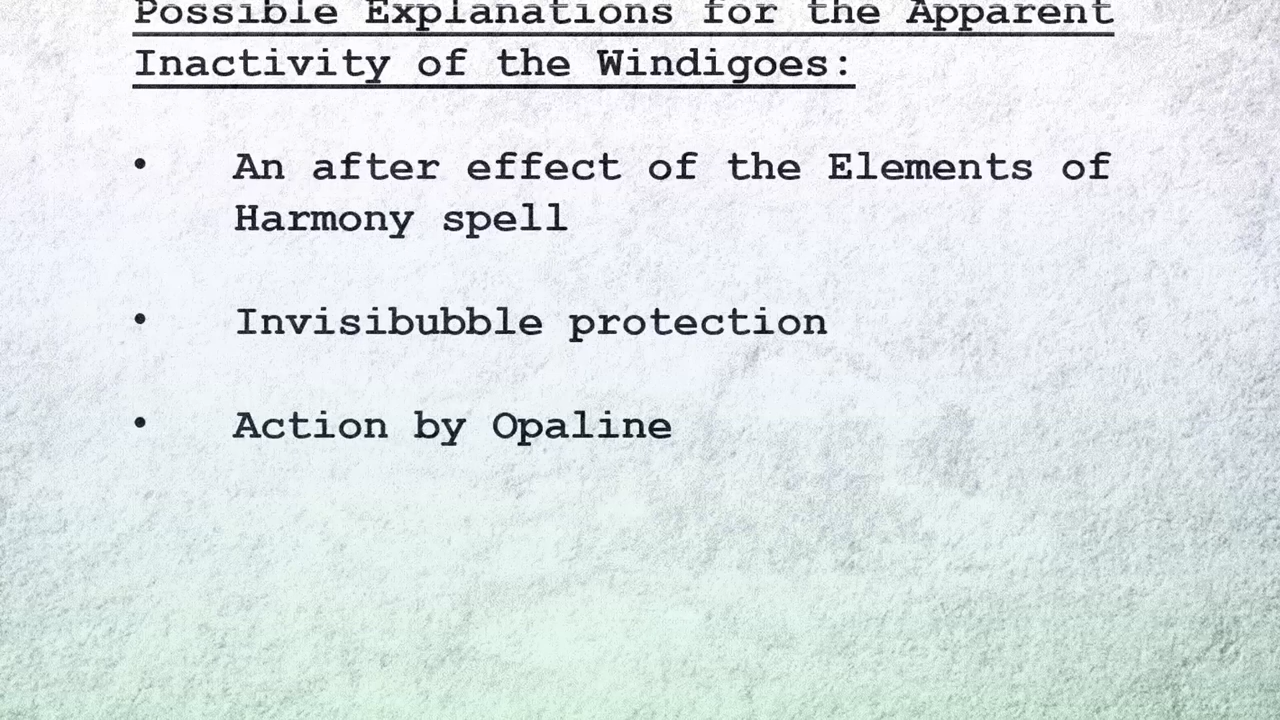 Possible Explanations for the Apparent
Inactivity of the Windigoes:
• An after effect of the Elements of
Harmony spell
• Invisibubble protection
• Action by Opaline